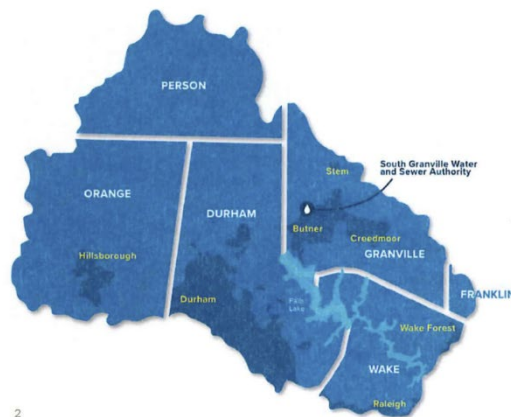 PERSON
ORANGE
DURHAM
Stem
South Granville Water
and Sewer Authority
Butner
Creedmoor
GRANVILLE
Hillsborough
Durham
Falls
Lake
FRANKLIN
Wake Forest
WAKE
Raleigh
2